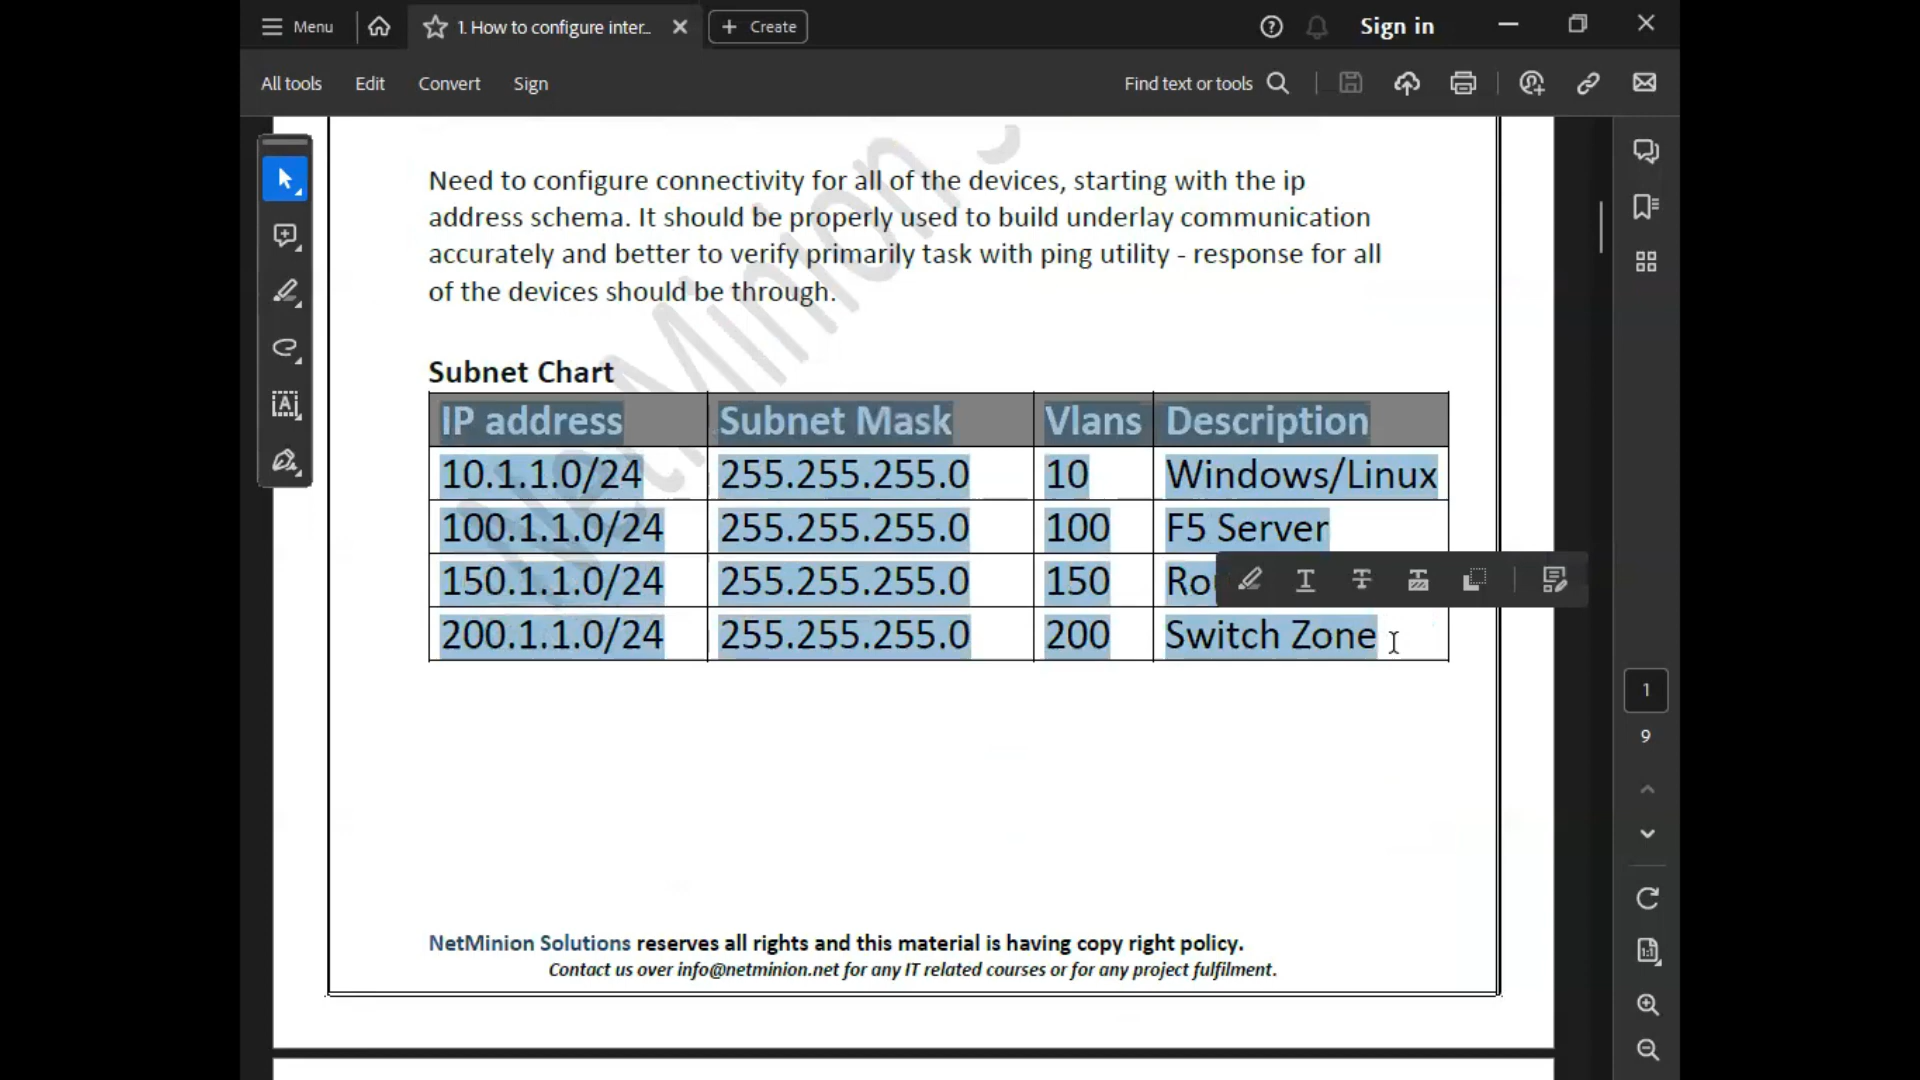 Menu
1. How to configure inter...
Create
Sign in
All tools
Edit
Convert
Sign
Find text or tools
Need to configure connectivity for all of the devices, starting with the ip
address schema. It should be properly used to build underlay communication
accurately and better to verify primarily task with ping utility - response for all
of the devices should be through.
NetMinion
Subnet Chart
IP address Subnet Mask Vlans Description
10.1.1.0/24 255.255.255.0 10 Windows/Linux
100.1.1.0/24 255.255.255.0 100 F5 Server
150.1.1.0/24 255.255.255.0 150
200.1.1.0/24 255.255.255.0 200 Switch Zone
1
9
NetMinion Solutions reserves all rights and this material is having copy right policy.
Contact us over info@netminion.net for any IT related courses or for any project fulfilment.